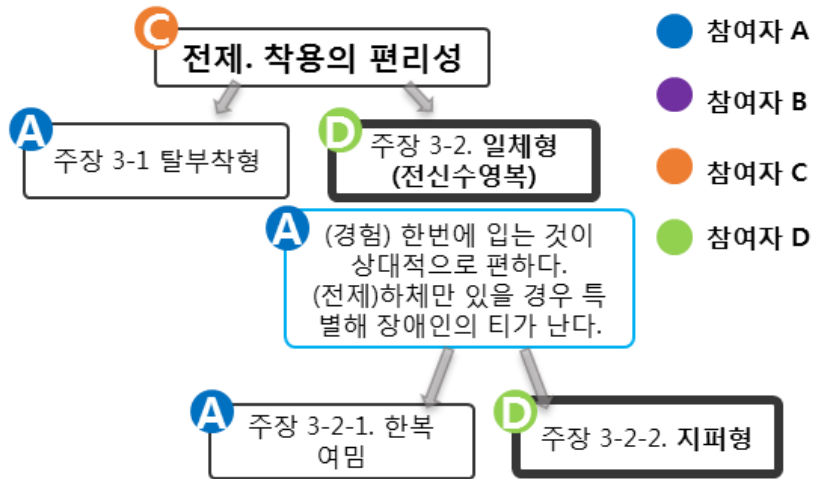 C
전제. 착용의 편리성
A
주장 3-1 탈부착형
D
주장 3-2. 일체형
(전신수영복)
A
(경험) 한번에 입는 것이
상대적으로 편하다.
(전제)하체만 있을 경우 특
별해 장애인의 티가 난다.
A
주장 3-2-1. 한복
여밈
D
주장 3-2-2. 지퍼형
참여자 A
참여자 B
참여자 C
참여자 D